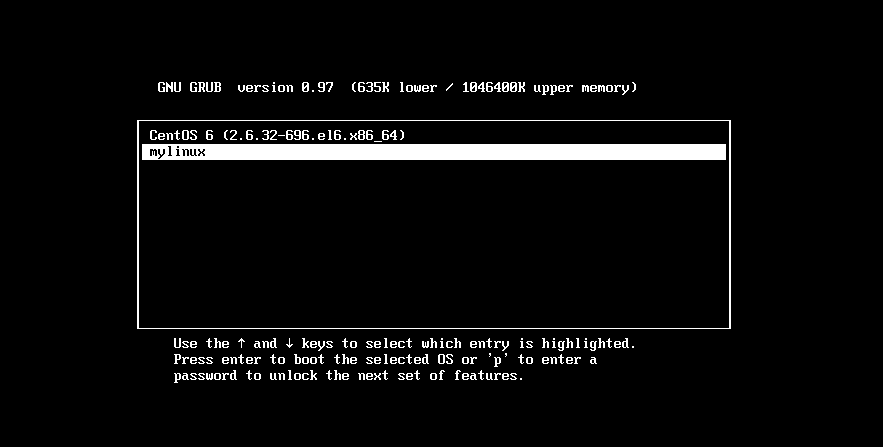 GNU GRUB  version 0.97  (635K lower / 1046400K upper memory)
CentOS 6 (2.6.32-696.el6.x86_64)
mylinux
Use the ↑ and ↓ keys to select which entry is highlighted.
Press enter to boot the selected OS or 'p' to enter a
password to unlock the next set of features.